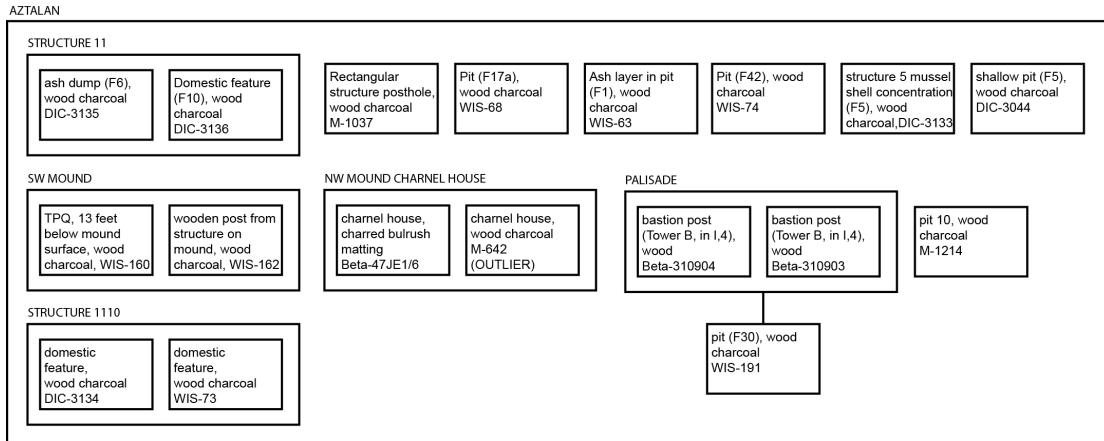 AZTALAN
STRUCTURE 11
ash dump (F6),
wood charcoal
DIC-3135
Domestic feature
(F10), wood
charcoal
DIC-3136
Rectangular
structure posthole,
wood charcoal
M-1037
Pit (F17a),
wood charcoal
WIS-68
Ash layer in pit
(F1), wood
charcoal
WIS-63
Pit (F42), wood
charcoal
WIS-74
structure 5 mussel
shell concentration
(F5), wood
charcoal,DIC-3133
shallow pit (F5),
wood charcoal
DIC-3044
SW MOUND
TPQ, 13 feet
below mound
surface, wood
charcoal, WIS-160
wooden post from
structure on
mound, wood
charcoal, WIS-162
NW MOUND CHARNEL HOUSE
charnel house,
charred bulrush
matting
Beta-47JE1/6
charnel house,
wood charcoal
M-642
(OUTLIER)
PALISADE
bastion post
(Tower B, in I,4),
wood
Beta-310904
bastion post
(Tower B, in I,4),
wood
Beta-310903
pit 10, wood
charcoal
M-1214
STRUCTURE 1110
domestic
feature,
wood charcoal
DIC-3134
domestic
feature,
wood charcoal
WIS-73
pit (F30), wood
charcoal
WIS-191